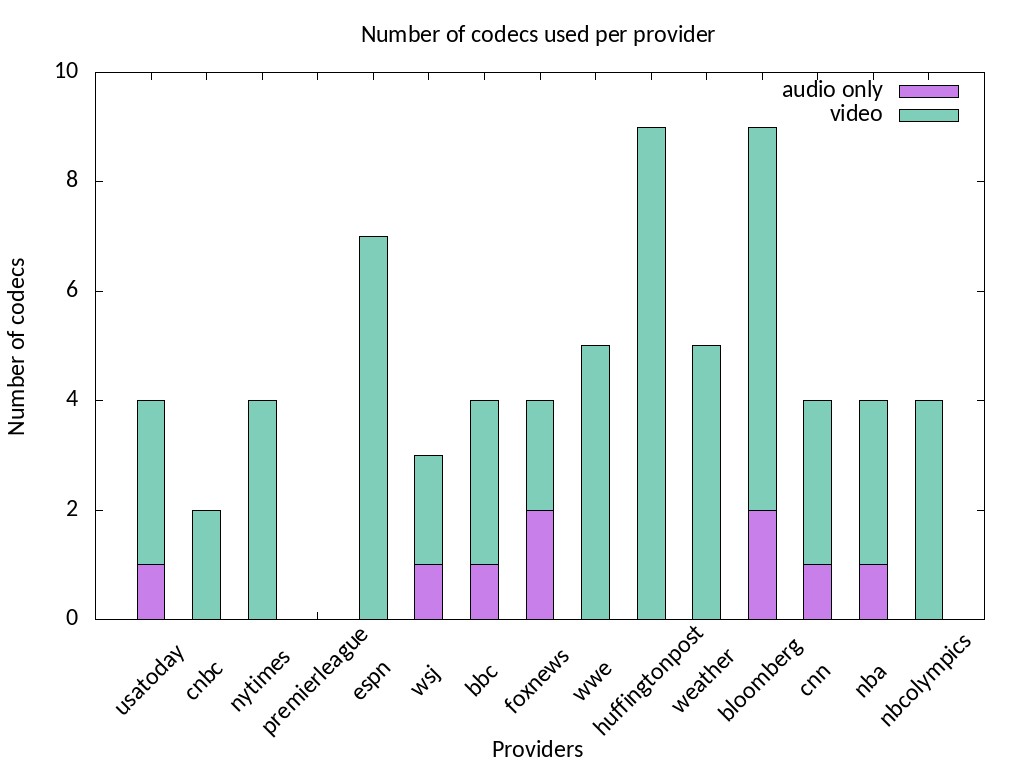 Number of codecs used per provider
10
8
6
4
2
0
Number of codecs
audio only
video
usatoday
cnbc
nytimes
premierleague
espn
wsj
bbc
foxnews
wwe
huffingtonpost
weather
bloomberg
cnn
nba
nbcolympics
Providers